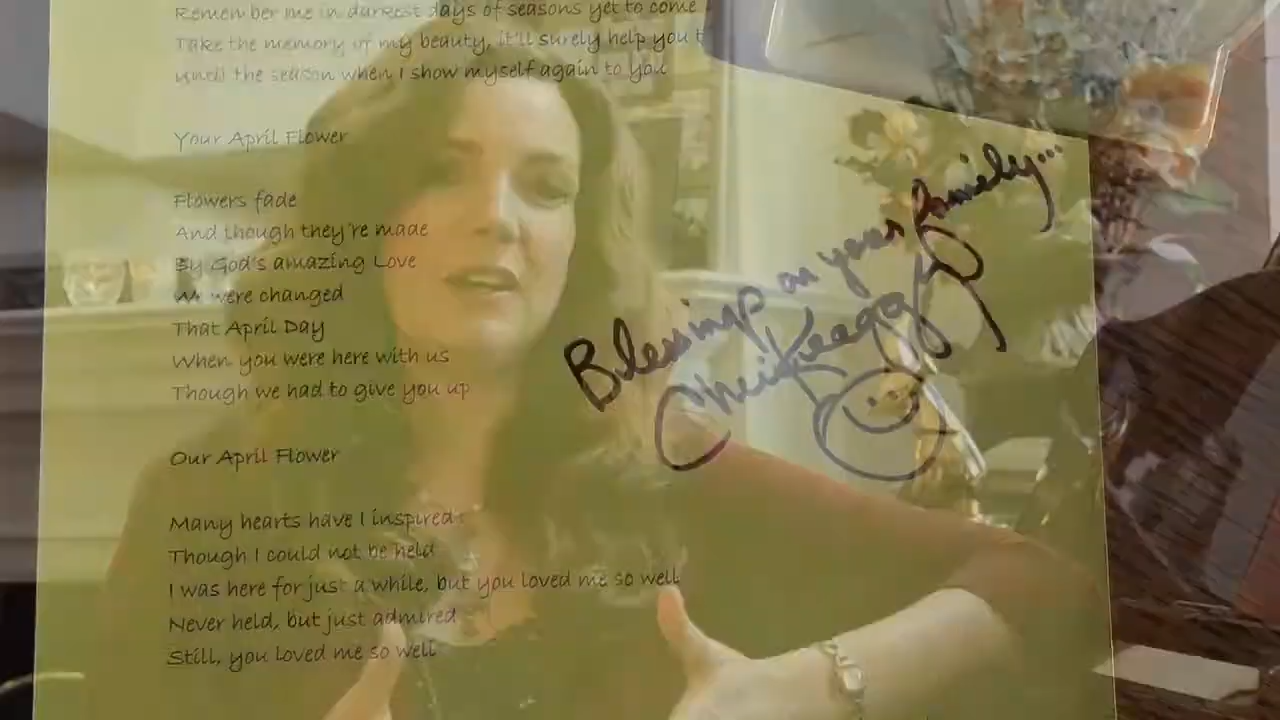 Remember me in darkest days of seasons yet to come
Take the memory of my beauty, it'll surely help you t
until the season when I show myself again to you
Your April Flower
Flowers fade
And though they're made
By God's amazing Love
We were changed
That April Day
When you were here with us
Though we had to give you up
Our April Flower
Many hearts have I inspired
Though I could not be held
I was here for just a while, but you loved me so well
Never held, but just admired
Still, you loved me so well
Blessings on your family...
Keaggy